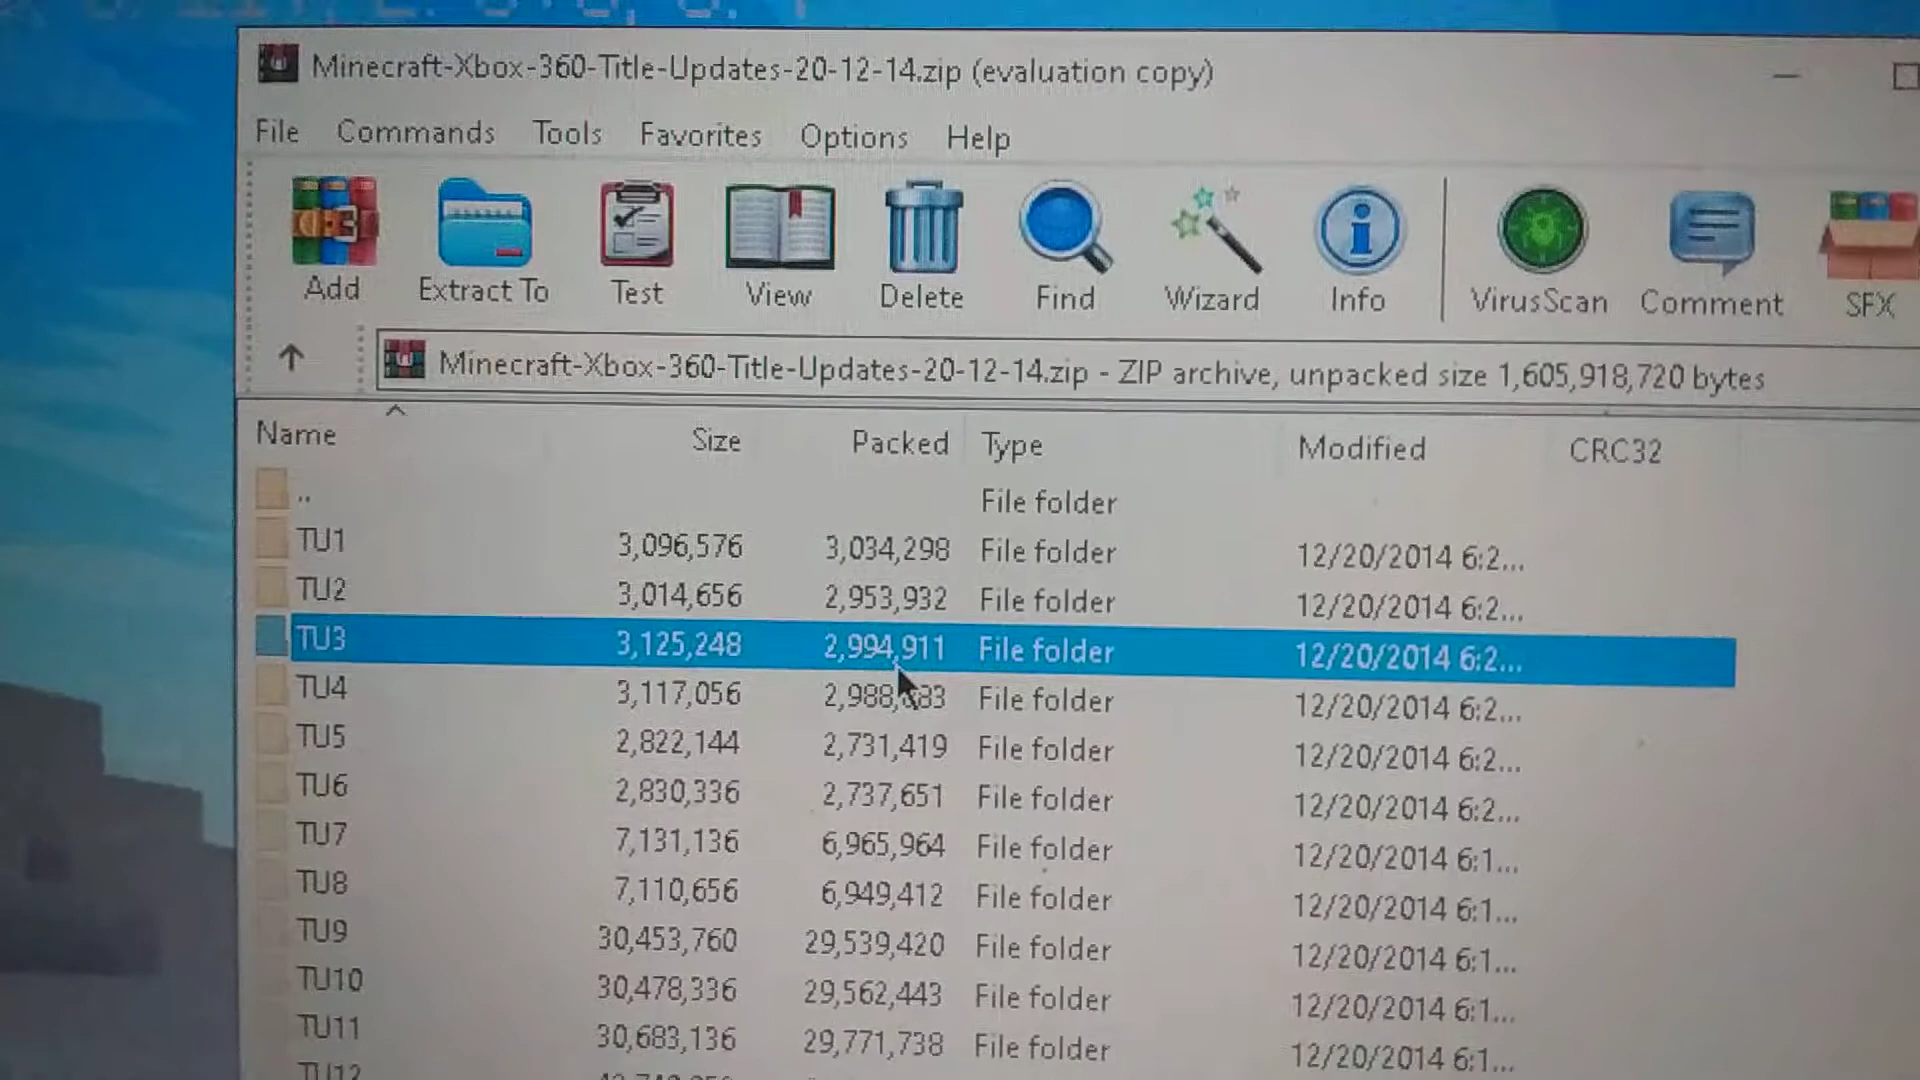 Minecraft-Xbox-360-Title-Updates-20-12-14.zip (evaluation copy)
File Commands Tools Favorites Options Help
Add Extract To Test View Delete Find Wizard Info VirusScan Comment SFX
Minecraft-Xbox-360-Title-Updates-20-12-14.zip - ZIP archive, unpacked size 1,605,918,720 bytes
Name Size Packed Type Modified CRC32
.. File folder
TU1 3,096,576 3,034,298 File folder 12/20/2014 6:2...
TU2 3,014,656 2,953,932 File folder 12/20/2014 6:2...
TU3 3,125,248 2,994,911 File folder 12/20/2014 6:2...
TU4 3,117,056 File folder 12/20/2014 6:2...
TU5 2,822,144 2,731,419 File folder 12/20/2014 6:2...
TU6 2,830,336 2,737,651 File folder 12/20/2014 6:2...
TU7 7,131,136 6,965,964 File folder 12/20/2014 6:1...
TU8 7,110,656 6,949,412 File folder 12/20/2014 6:1...
TU9 30,453,760 29,539,420 File folder 12/20/2014 6:1...
TU10 30,478,336 29,562,443 File folder 12/20/2014 6:1...
TU11 30,683,136 29,771,738 File folder 12/20/2014 6:1...
TU12